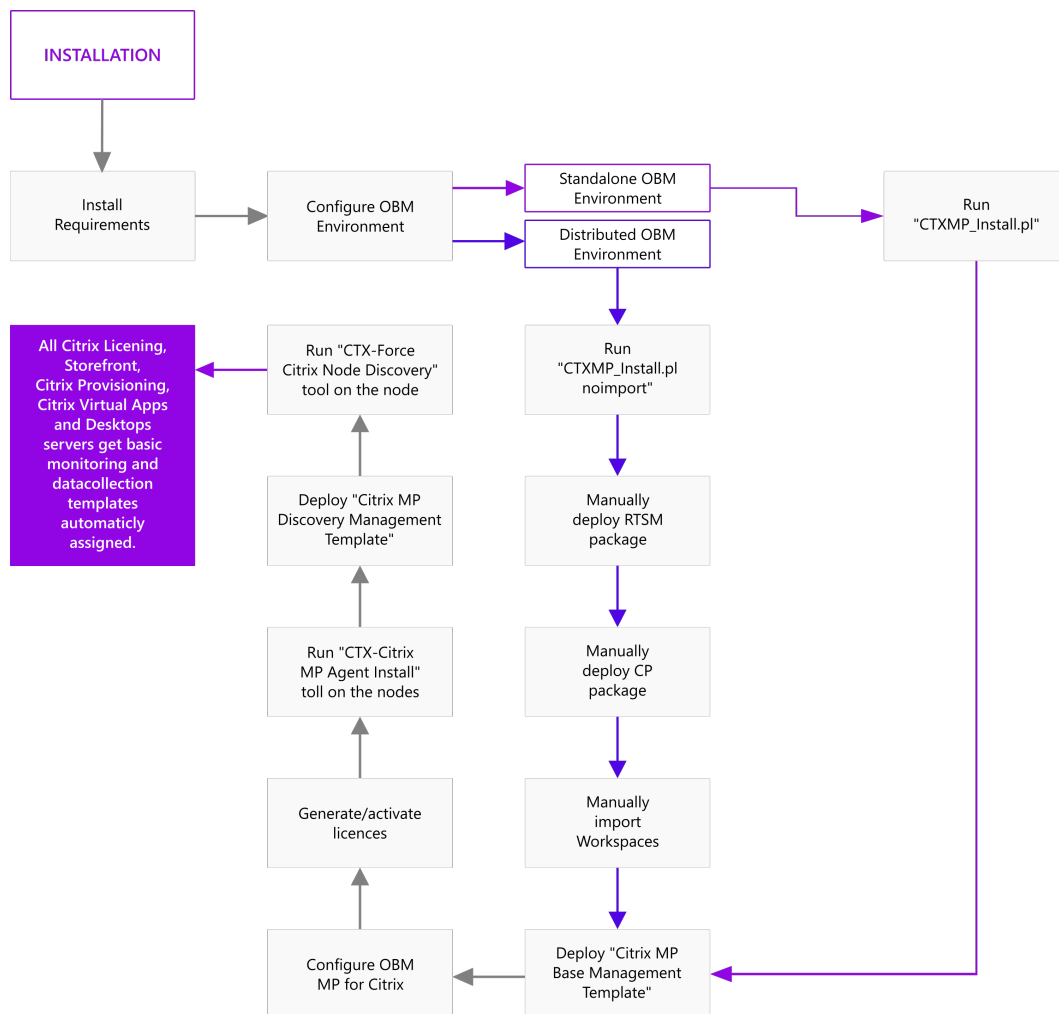 INSTALLATION
Install
Requirements
Configure OBM
Environment
Standalone OBM
Environment
Distributed OBM
Environment
Run
"CTXMP_Install.pl"
All Citrix Licening,
Storefront,
Citrix Provisioning,
Citrix Virtual Apps
and Desktops
servers get basic
monitoring and
datacollection
templates
automaticly
assigned.
Run "CTX-Force
Citrix Node Discovery"
tool on the node
Run
"CTXMP_Install.pl
noimport"
Deploy "Citrix MP
Discovery Management
Template"
Manually
deploy RTSM
package
Run "CTX-Citrix
MP Agent Install"
toll on the nodes
Manually
deploy CP
package
Generate/activate
licences
Manually
import
Workspaces
Configure OBM
MP for Citrix
Deploy "Citrix MP
Base Management
Template"